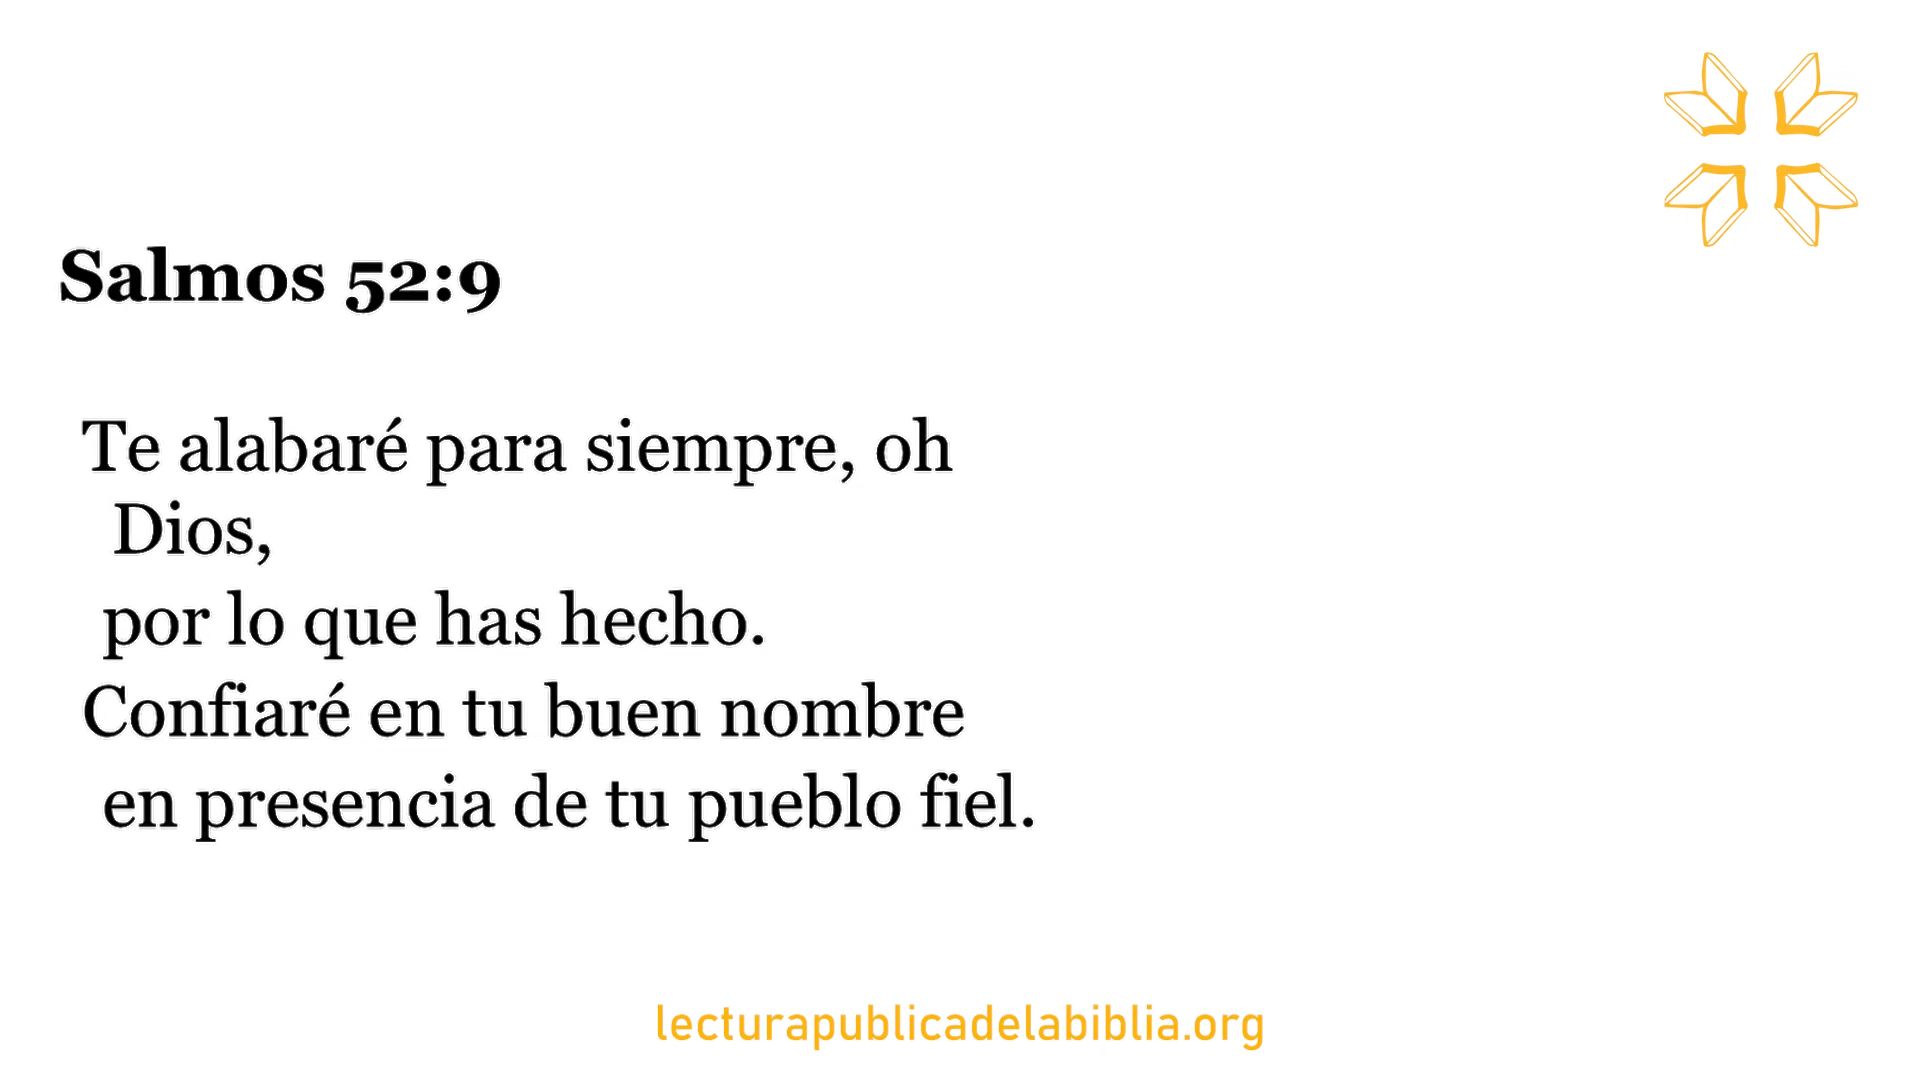 Salmos 52:9
Te alabaré para siempre, oh
Dios,
por lo que has hecho.
Confiaré en tu buen nombre
en presencia de tu pueblo fiel.
lecturapublicadelabiblia.org